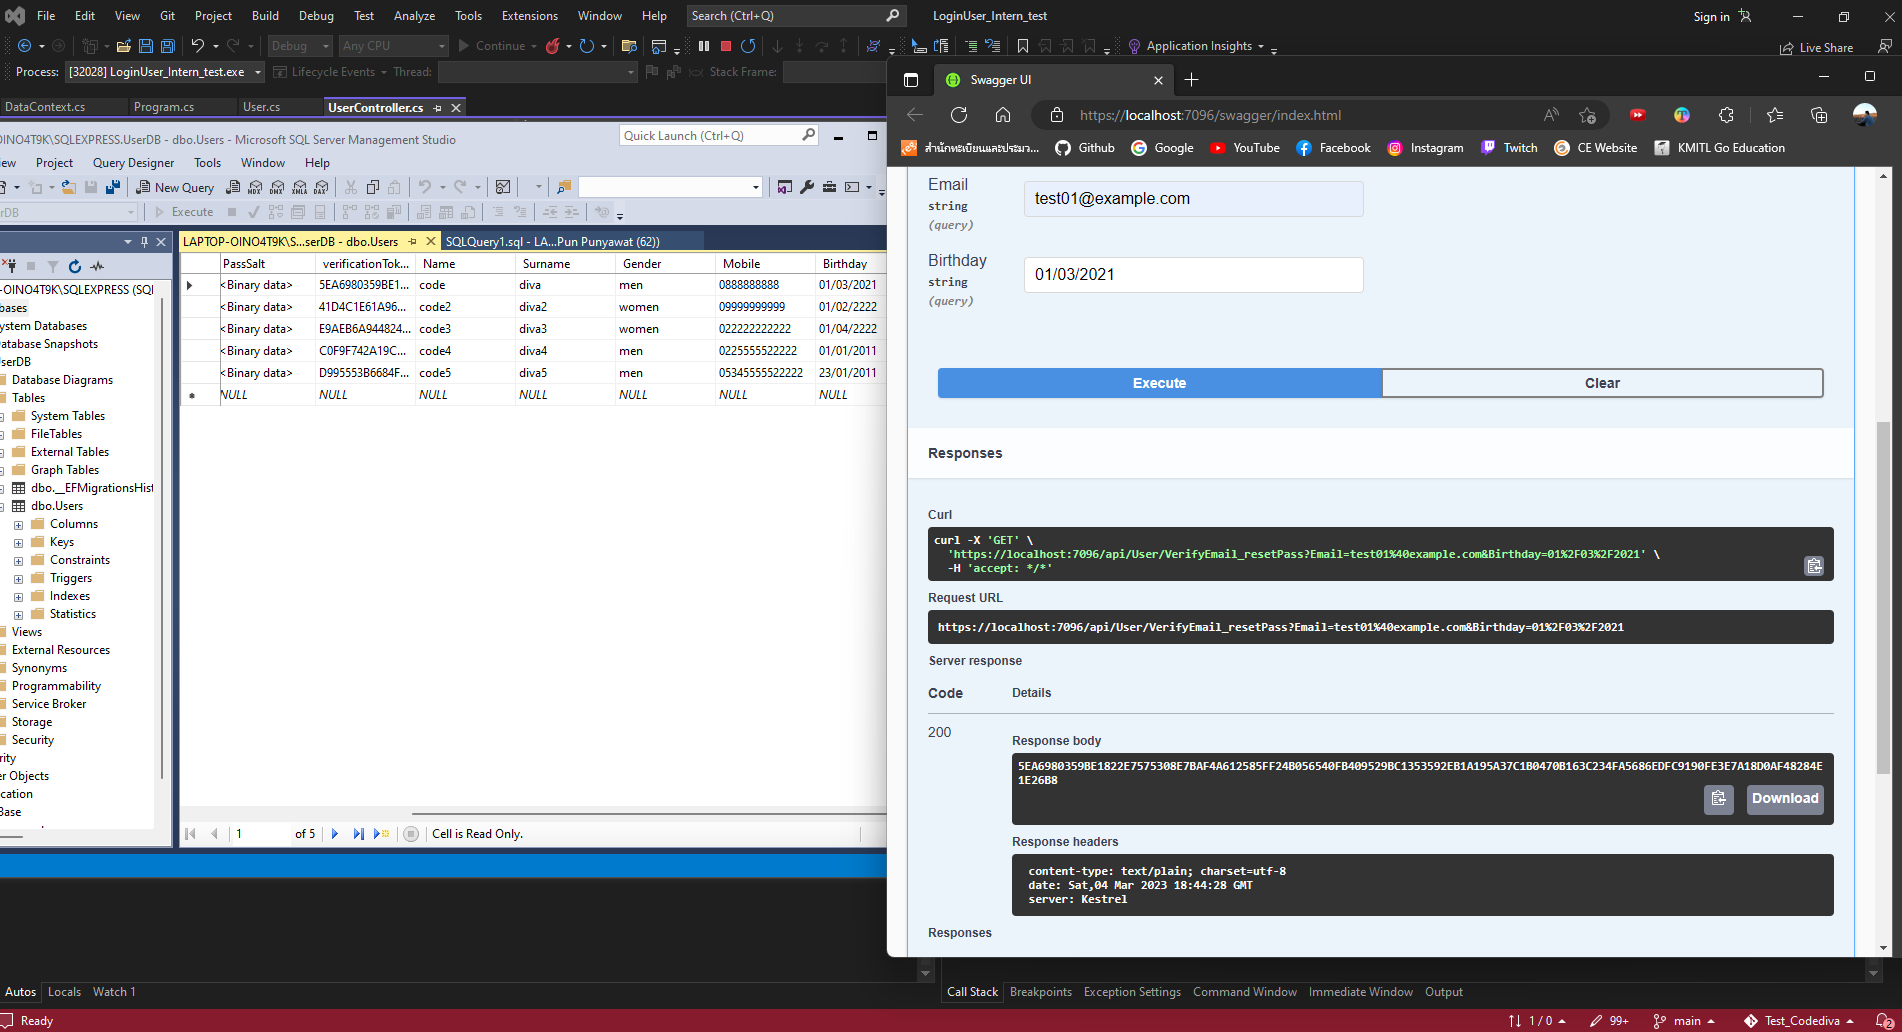 File Edit View Git Project Build Debug Test Analyze Tools Extensions Window Help Search (Ctrl+Q) LoginUser_Intern_test Sign in
Debug Any CPU Continue Application Insights Live Share
Process: [32028] LoginUser_Intern_test.exe Lifecycle Events Thread: Stack Frame:
DataContext.cs Program.cs User.cs UserController.cs
OINO4T9K\SQLEXPRESS.UserDB - dbo.Users - Microsoft SQL Server Management Studio Quick Launch (Ctrl+Q)
ew Project Query Designer Tools Window Help
New Query
rDB Execute
LAPTOP-OINO4T9K\S...serDB - dbo.Users SQLQuery1.sql - LA...Pun Punyawat (62))
PassSalt verificationTok... Name Surname Gender Mobile Birthday
<Binary data> 5EA6980359BE1... code diva men 0888888888 01/03/2021
<Binary data> 41D4C1E61A96... code2 diva2 women 09999999999 01/02/2222
<Binary data> E9AEB6A944824... code3 diva3 women 022222222222 01/04/2222
<Binary data> C0F9F742A19C... code4 diva4 men 0225555522222 01/01/2011
<Binary data> D995553B6684F... code5 diva5 men 05345555522222 23/01/2011
NULL NULL NULL NULL NULL NULL NULL
-OINO4T9K\SQLEXPRESS (SQI
bases
ystem Databases
atabase Snapshots
serDB
Database Diagrams
Tables
System Tables
FileTables
External Tables
Graph Tables
dbo.__EFMigrationsHist
dbo.Users
Columns
Keys
Constraints
Triggers
Indexes
Statistics
Views
External Resources
Synonyms
Programmability
Service Broker
Storage
Security
rity
er Objects
cation
Base
1 of 5 Cell is Read Only.
Swagger UI
https://localhost:7096/swagger/index.html
สำนักทะเบียนและประมว... Github Google YouTube Facebook Instagram Twitch CE Website KMITL Go Education
Email
string
(query)
test01@example.com
Birthday
string
(query)
01/03/2021
Execute Clear
Responses
Curl
curl -X 'GET' \
'https://localhost:7096/api/User/VerifyEmail_resetPass?Email=test01%40example.com&Birthday=01%2F03%2F2021' \
-H 'accept: */*'
Request URL
https://localhost:7096/api/User/VerifyEmail_resetPass?Email=test01%40example.com&Birthday=01%2F03%2F2021
Server response
Code Details
200
Response body
5EA6980359BE1822E7575308E7BAF4A612585FF24B056540FB409529BC1353592EB1A195A37C1B0470B163C234FA5686EDFC9190FE3E7A18D0AF48284E
1E26B8
Download
Response headers
content-type: text/plain; charset=utf-8
date: Sat,04 Mar 2023 18:44:28 GMT
server: Kestrel
Responses
Autos Locals Watch 1
Call Stack Breakpoints Exception Settings Command Window Immediate Window Output
Ready 1 / 0 99+ main Test_Codediva 2